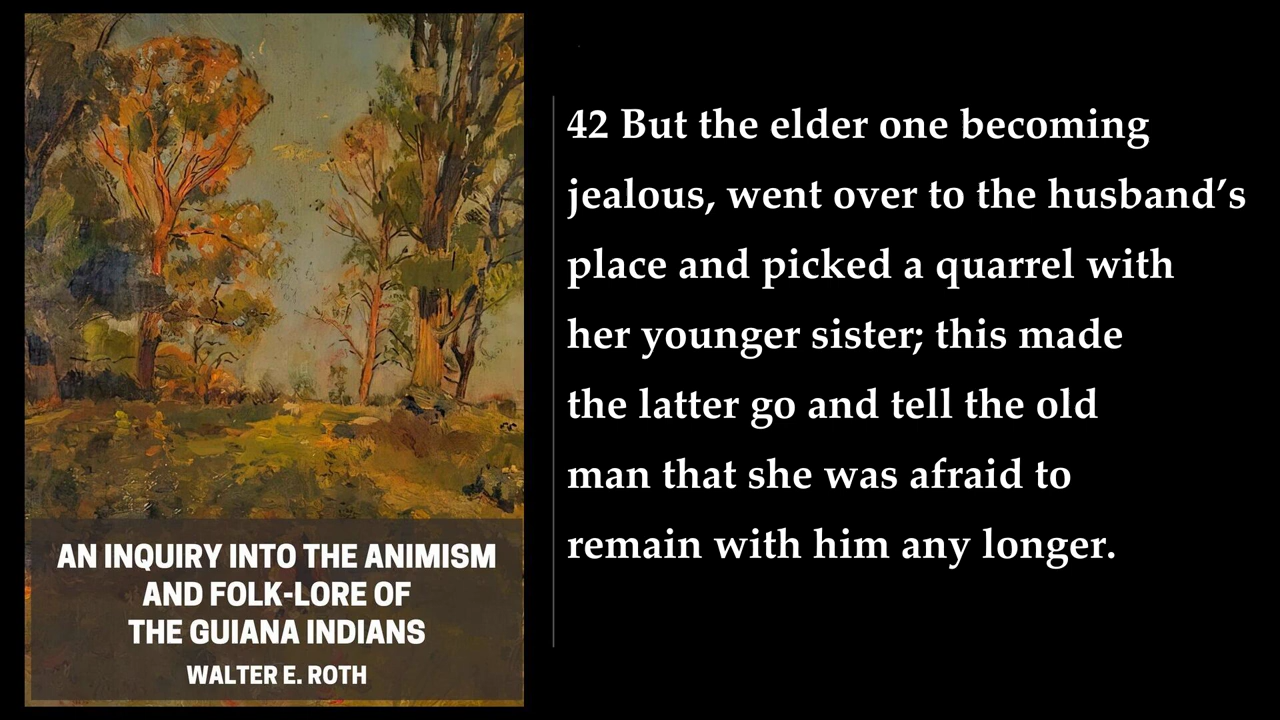 AN INQUIRY INTO THE ANIMISM
AND FOLK-LORE OF
THE GUIANA INDIANS
WALTER E. ROTH
42 But the elder one becoming
jealous, went over to the husband’s
place and picked a quarrel with
her younger sister; this made
the latter go and tell the old
man that she was afraid to
remain with him any longer.